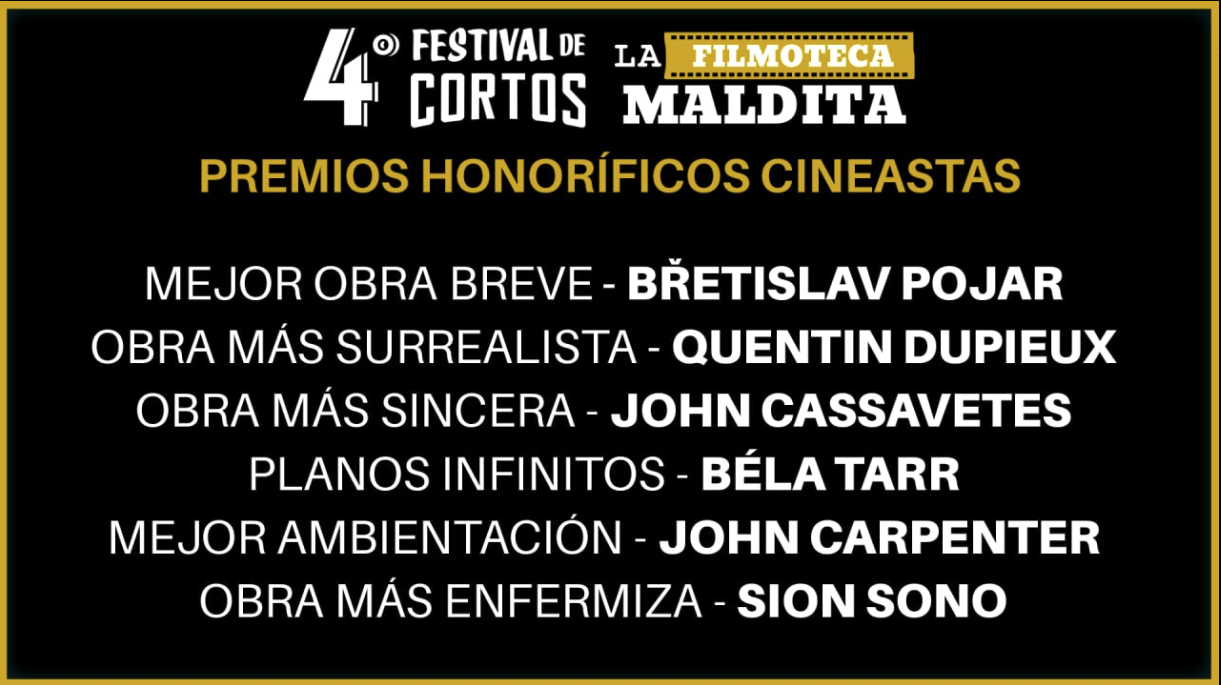 4º FESTIVAL DE CORTOS LA FILMOTECA MALDITA
PREMIOS HONORÍFICOS CINEASTAS
MEJOR OBRA BREVE - BŘETISLAV POJAR
OBRA MÁS SURREALISTA - QUENTIN DUPIEUX
OBRA MÁS SINCERA - JOHN CASSAVETES
PLANOS INFINITOS - BÉLA TARR
MEJOR AMBIENTACIÓN - JOHN CARPENTER
OBRA MÁS ENFERMIZA - SION SONO